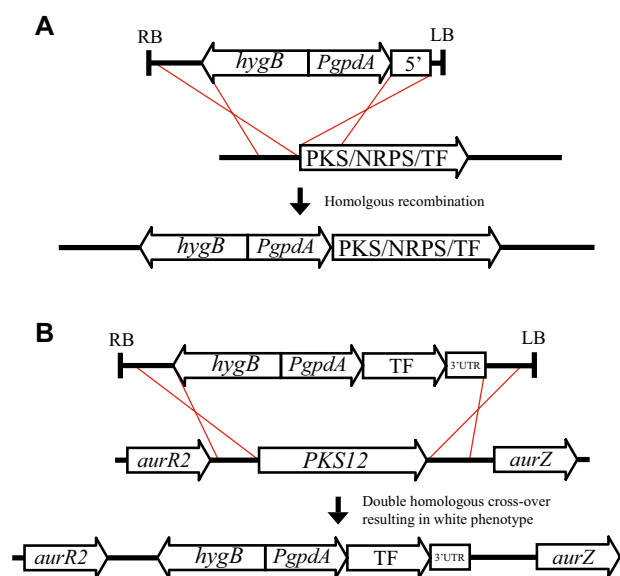 A
RB
LB
hygB PgpdA 5’
PKS/NRPS/TF
Homolgous recombination
hygB PgpdA PKS/NRPS/TF
B
RB
LB
hygB PgpdA TF 3’UTR
aurR2 PKS12 aurZ
Double homologous cross-over
resulting in white phenotype
aurR2 hygB PgpdA TF 3’UTR aurZ